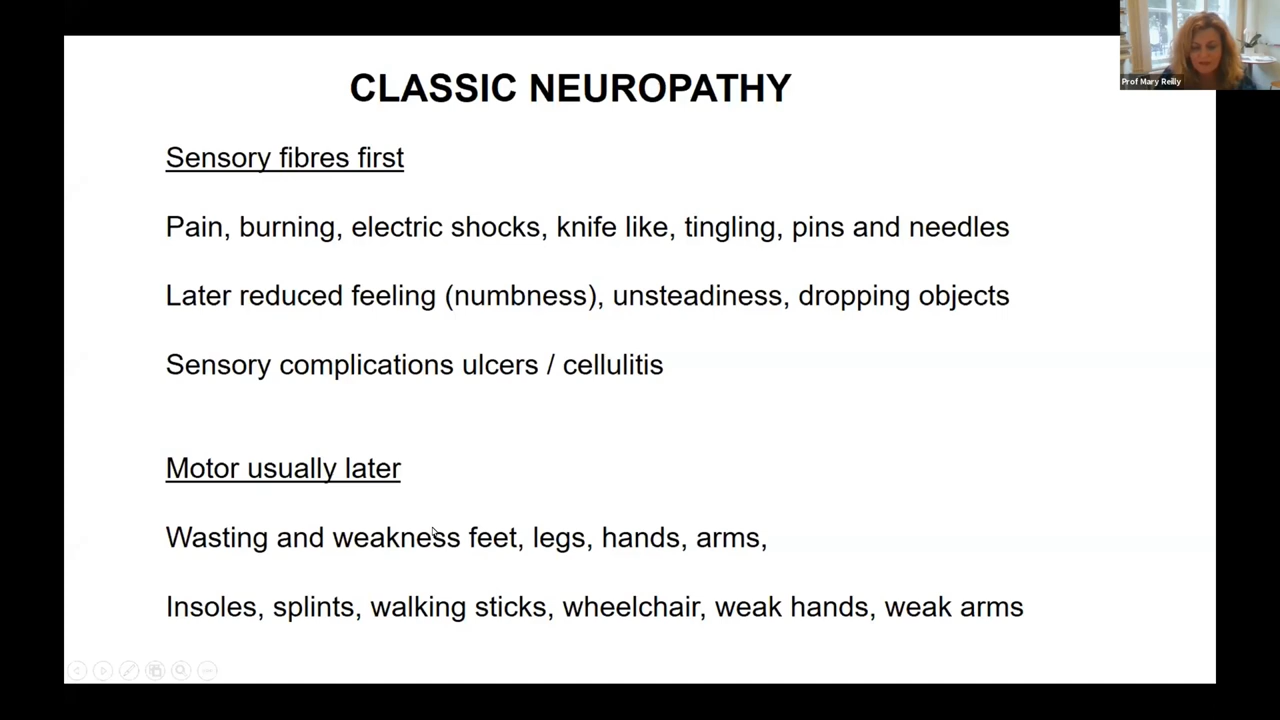 Prof Mary Reilly
CLASSIC NEUROPATHY
Sensory fibres first
Pain, burning, electric shocks, knife like, tingling, pins and needles
Later reduced feeling (numbness), unsteadiness, dropping objects
Sensory complications ulcers / cellulitis
Motor usually later
Wasting and weakness feet, legs, hands, arms,
Insoles, splints, walking sticks, wheelchair, weak hands, weak arms